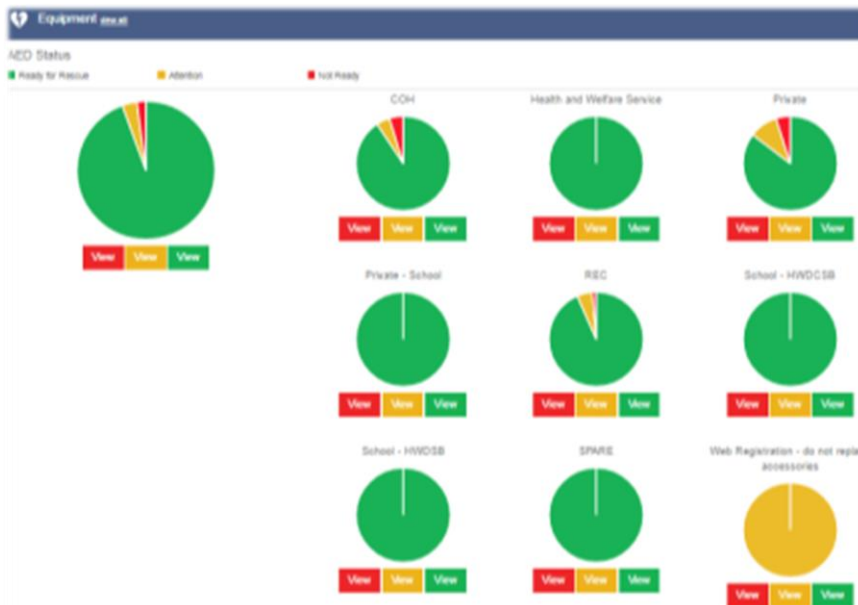 Equipment view all
AED Status
Ready for Rescue Attention Not Ready
COH Health and Welfare Service Private
View View View View View View View View View
View View View
Private - School REC School - HWDCSB
View View View View View View View View View
School - HWDSB SPARE Web Registration - do not repla
accessories
View View View View View View
View View View